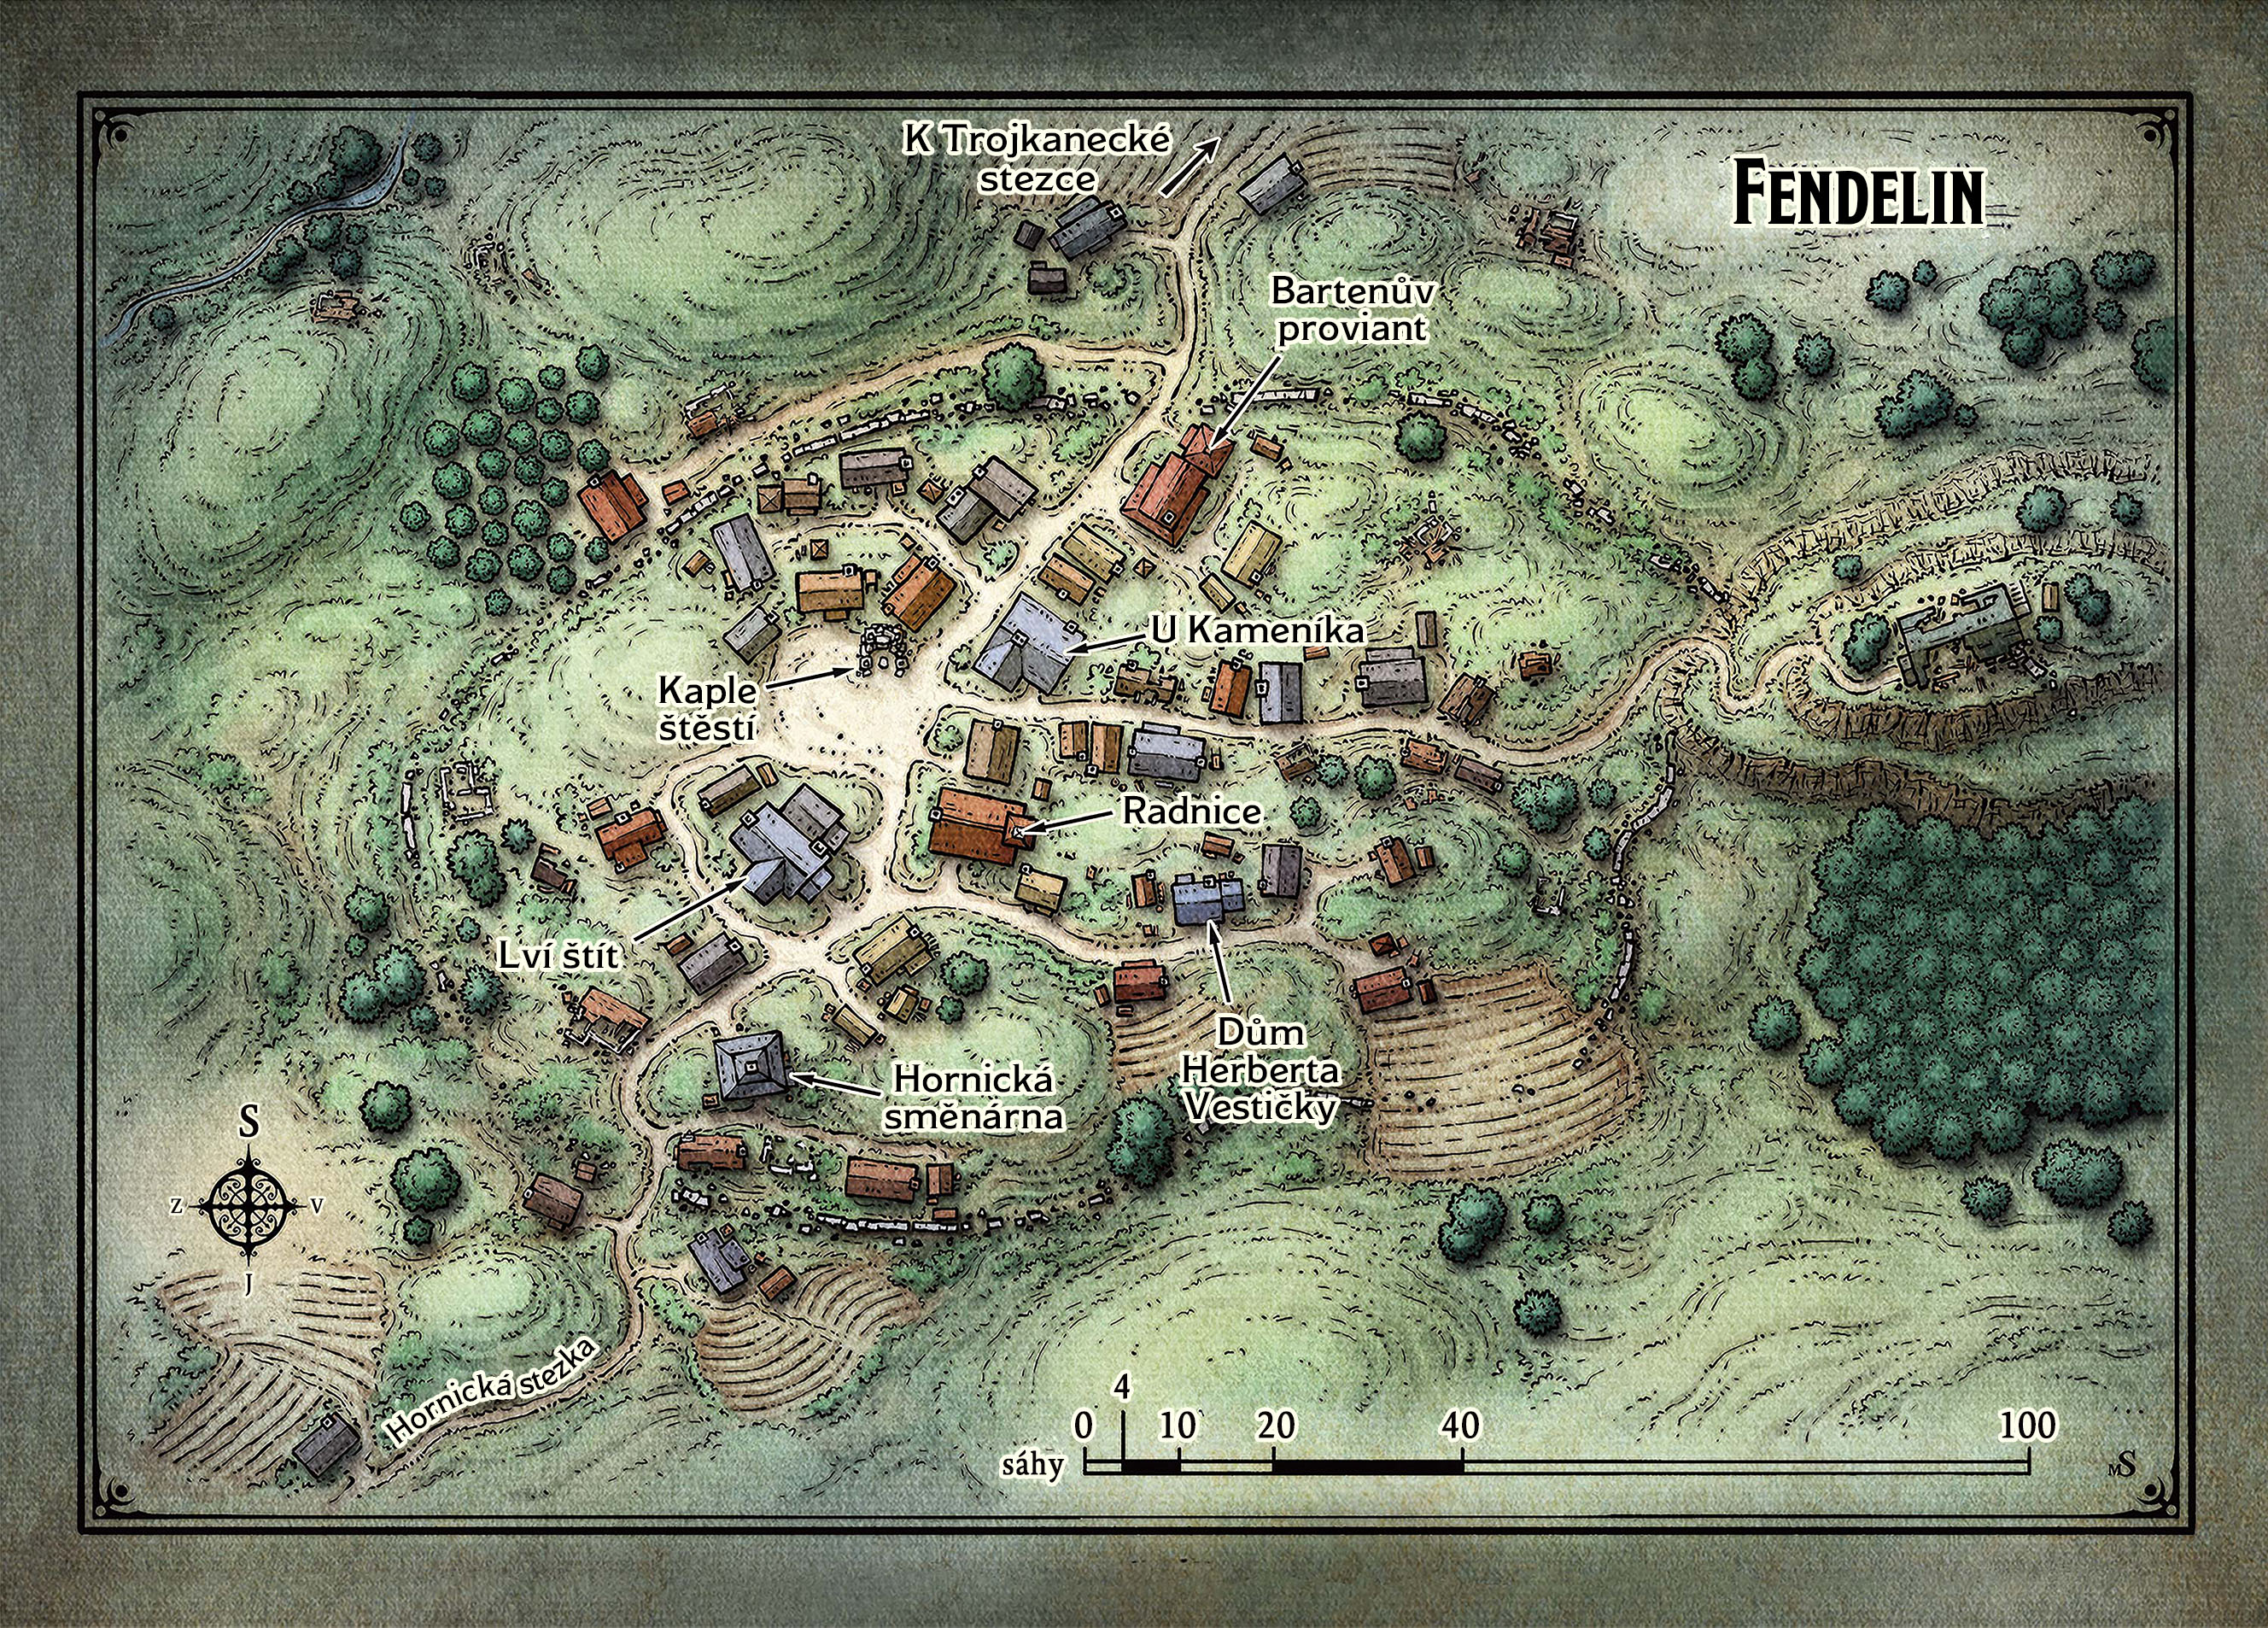 K Trojkanecké
stezce
FENDELIN
Bartenův
proviant
U Kameníka
Kaple
štěstí
Radnice
Lví štít
Dům
Herberta
Vestičky
Hornická
směnárna
S
Z
V
J
Hornická stezka
4
0 10 20 40 100
sáhy
MS